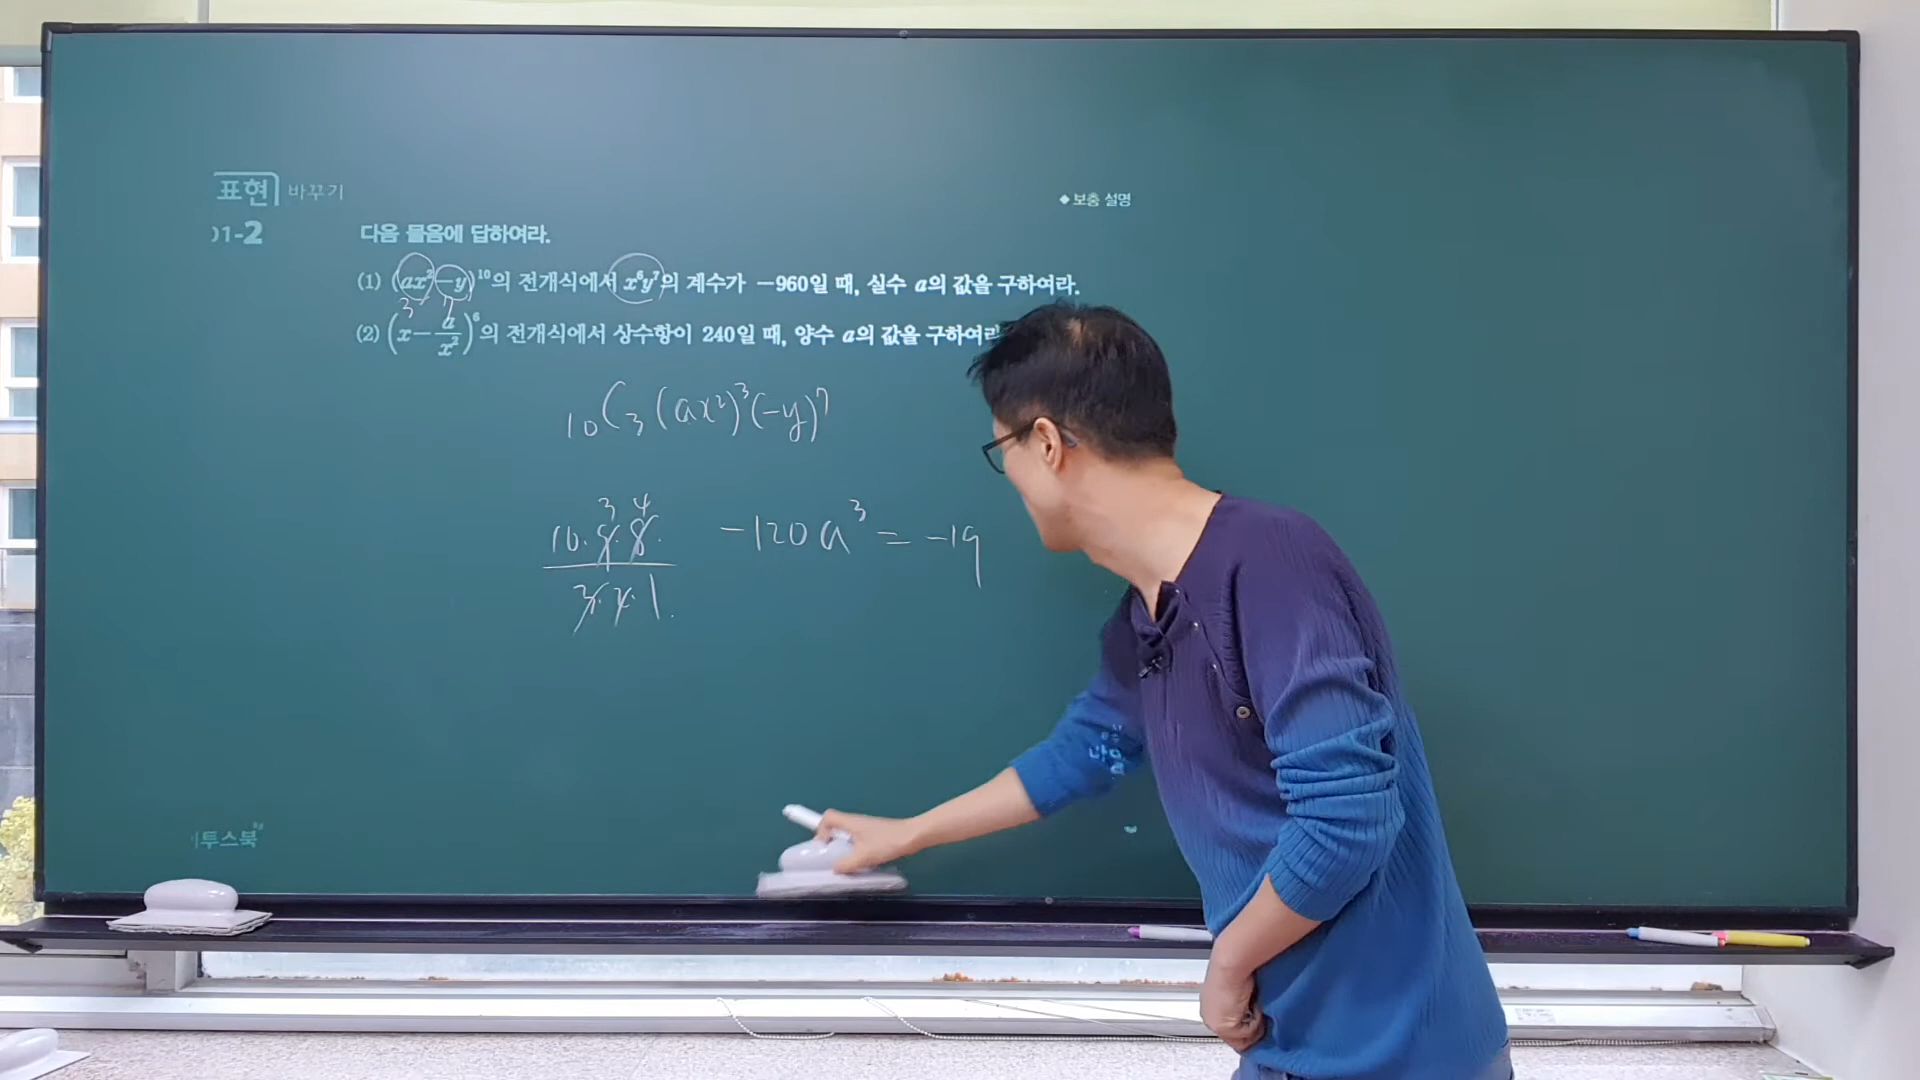 표현 바꾸기
01-2
◆ 보충 설명
다음 물음에 답하여라.
(1) (ax²-y)¹⁰의 전개식에서 x⁶y⁷의 계수가 -960일 때, 실수 a의 값을 구하여라.
3 7
(2) (x-a/x²)⁶의 전개식에서 상수항이 240일 때, 양수 a의 값을 구하여라
₁₀C₃(ax²)³(-y)⁷
3 4
10·9·8· -120a³ = -19
3·2·1
이투스북